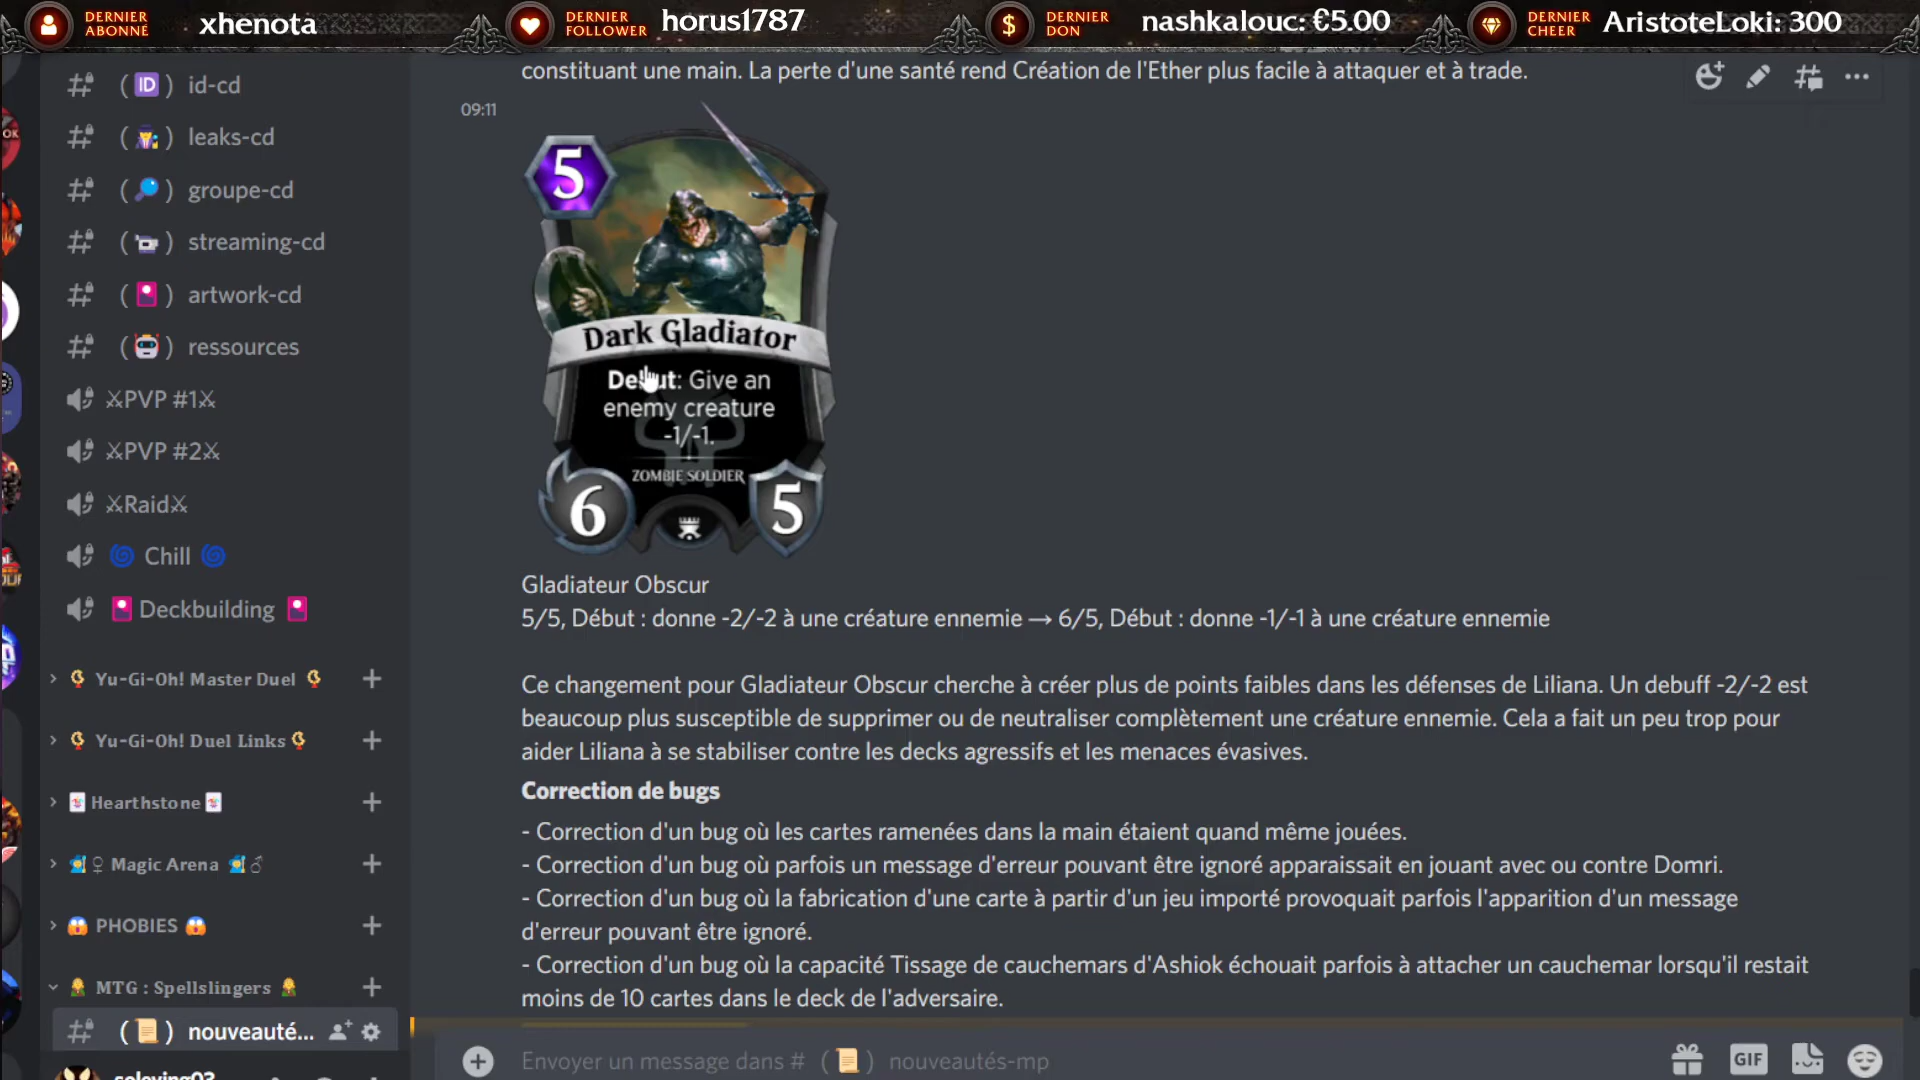 DERNIER ABONNÉ
xhenota
DERNIER FOLLOWER
horus1787
DERNIER DON
nashkalouc: €5.00
DERNIER CHEER
AristoteLoki: 300
id-cd
leaks-cd
groupe-cd
streaming-cd
artwork-cd
ressources
⚔PVP #1⚔
⚔PVP #2⚔
⚔Raid⚔
Chill
Deckbuilding
Yu-Gi-Oh! Master Duel
Yu-Gi-Oh! Duel Links
Hearthstone
Magic Arena
PHOBIES
MTG : Spellslingers
nouveauté...
constituant une main. La perte d'une santé rend Création de l'Ether plus facile à attaquer et à trade.
09:11
5
Dark Gladiator
Debut: Give an
enemy creature
-1/-1.
ZOMBIE SOLDIER
6
5
Gladiateur Obscur
5/5, Début : donne -2/-2 à une créature ennemie → 6/5, Début : donne -1/-1 à une créature ennemie
Ce changement pour Gladiateur Obscur cherche à créer plus de points faibles dans les défenses de Liliana. Un debuff -2/-2 est
beaucoup plus susceptible de supprimer ou de neutraliser complètement une créature ennemie. Cela a fait un peu trop pour
aider Liliana à se stabiliser contre les decks agressifs et les menaces évasives.
Correction de bugs
- Correction d'un bug où les cartes ramenées dans la main étaient quand même jouées.
- Correction d'un bug où parfois un message d'erreur pouvant être ignoré apparaissait en jouant avec ou contre Domri.
- Correction d'un bug où la fabrication d'une carte à partir d'un jeu importé provoquait parfois l'apparition d'un message
d'erreur pouvant être ignoré.
- Correction d'un bug où la capacité Tissage de cauchemars d'Ashiok échouait parfois à attacher un cauchemar lorsqu'il restait
moins de 10 cartes dans le deck de l'adversaire.
Envoyer un message dans # ( ) nouveautés-mp
GIF